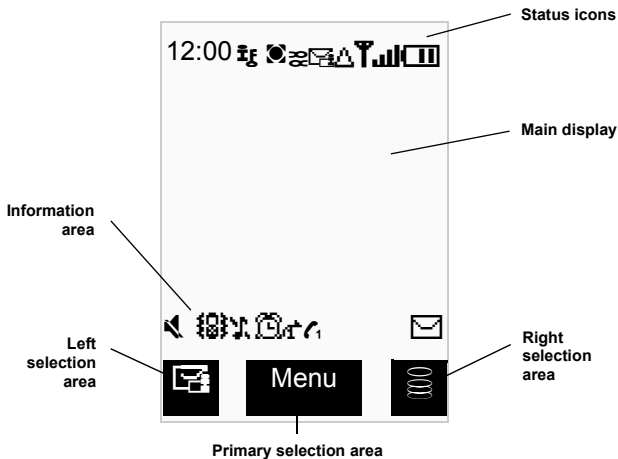 Status icons
12:00
Main display
Information
area
Left
selection
area
Menu
Right
selection
area
Primary selection area